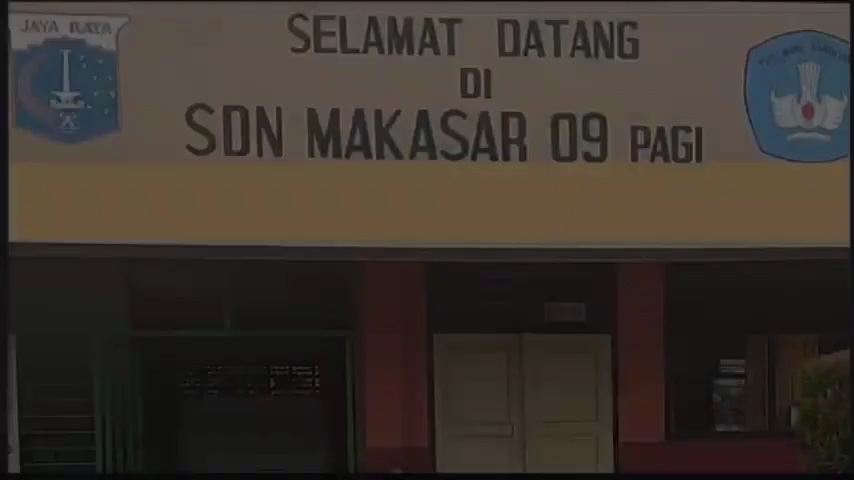 JAYA RAYA
SELAMAT DATANG
DI
SDN MAKASAR 09 PAGI